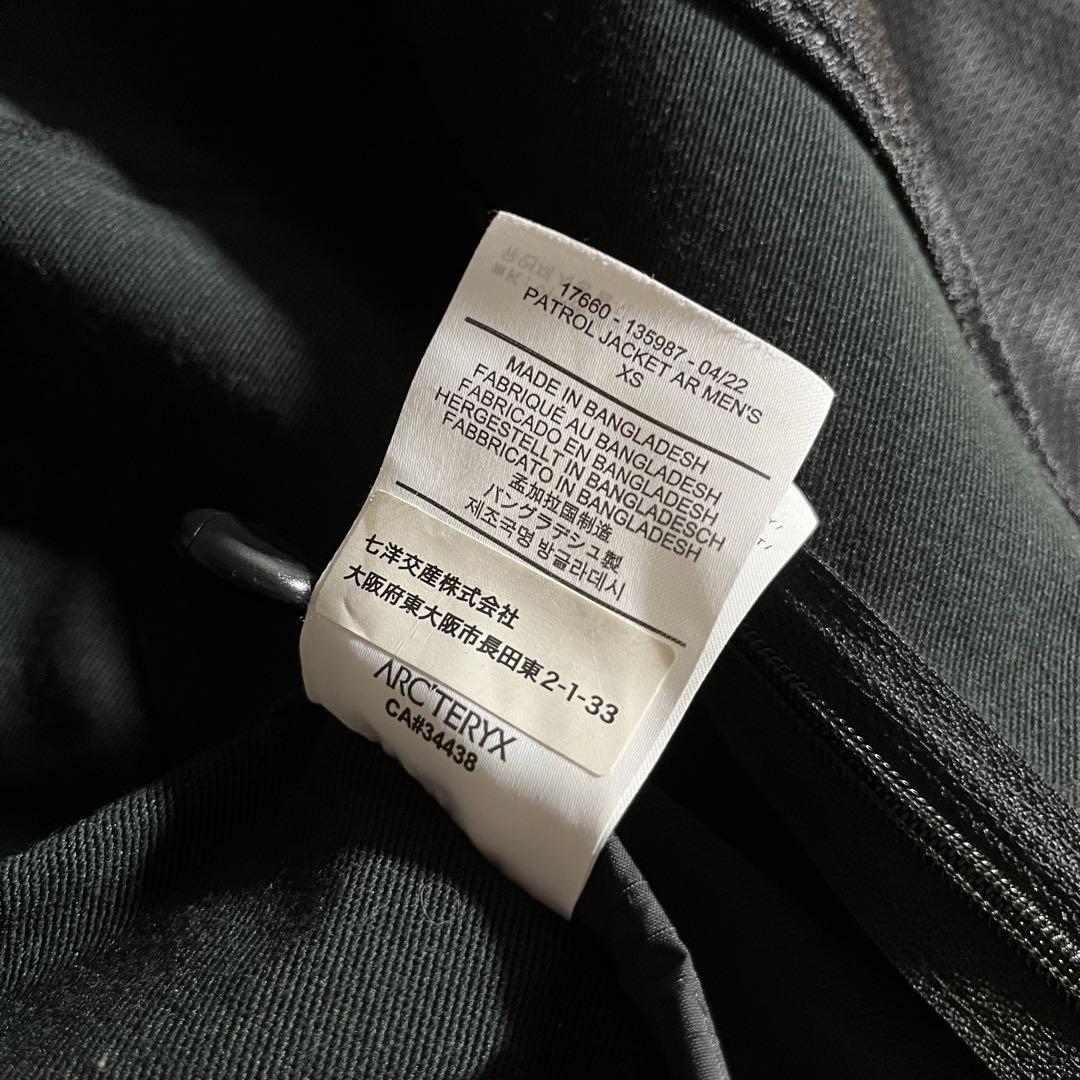 17660 - 135987 - 04/22
PATROL JACKET AR MEN'S
XS
MADE IN BANGLADESH
FABRIQUÉ AU BANGLADESH
FABRICADO EN BANGLADESH
HERGESTELLT IN BANGLADESCH
FABBRICATO IN BANGLADESH
孟加拉国制造
バングラデシュ製
제조국명 방글라데시
七洋交産株式会社
大阪府東大阪市長田東2-1-33
ARC'TERYX
CA#34438